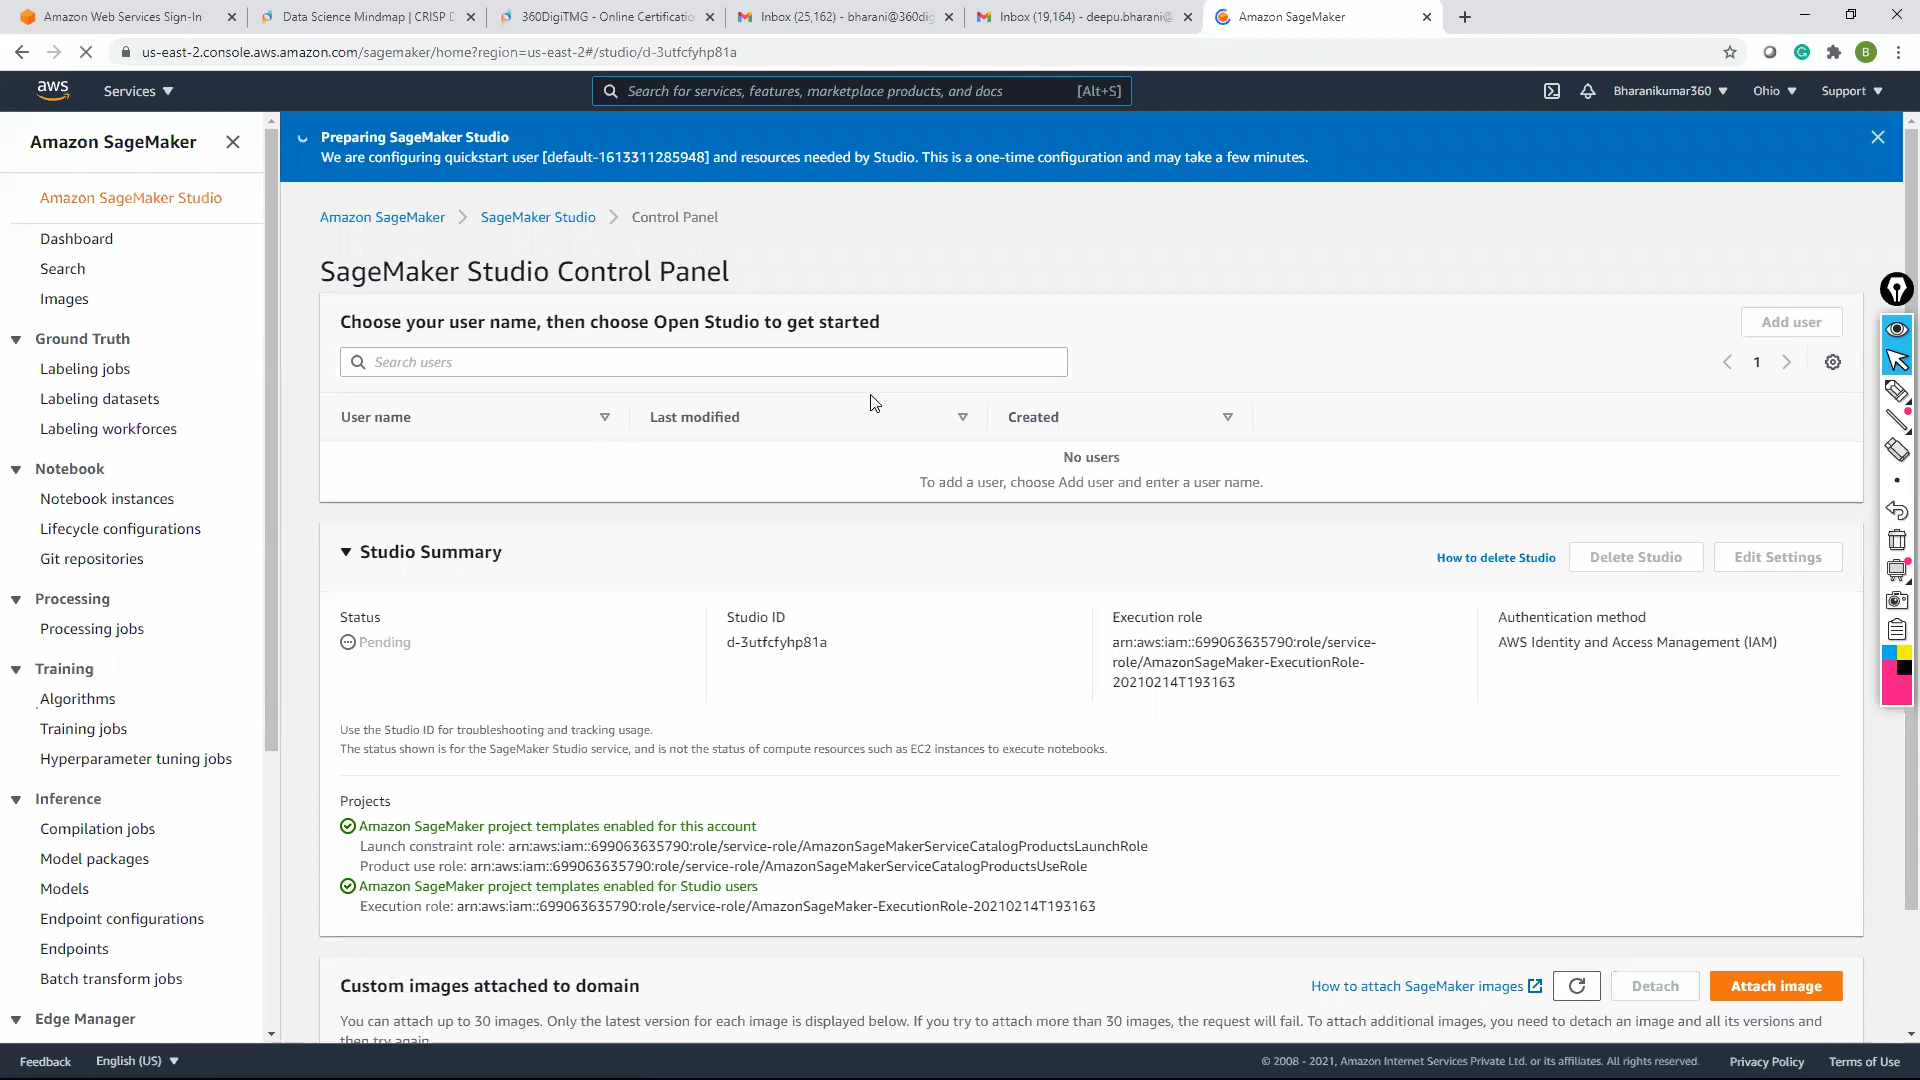 Amazon Web Services Sign-In
Data Science Mindmap | CRISP D
360DigiTMG - Online Certificatio
Inbox (25,162) - bharani@360dig
Inbox (19,164) - deepu.bharani@
Amazon SageMaker
us-east-2.console.aws.amazon.com/sagemaker/home?region=us-east-2#/studio/d-3utfcfyhp81a
B
aws
Services
Search for services, features, marketplace products, and docs
[Alt+S]
Bharanikumar360
Ohio
Support
Amazon SageMaker
Amazon SageMaker Studio
Dashboard
Search
Images
Ground Truth
Labeling jobs
Labeling datasets
Labeling workforces
Notebook
Notebook instances
Lifecycle configurations
Git repositories
Processing
Processing jobs
Training
Algorithms
Training jobs
Hyperparameter tuning jobs
Inference
Compilation jobs
Model packages
Models
Endpoint configurations
Endpoints
Batch transform jobs
Edge Manager
Preparing SageMaker Studio
We are configuring quickstart user [default-1613311285948] and resources needed by Studio. This is a one-time configuration and may take a few minutes.
Amazon SageMaker
SageMaker Studio
Control Panel
SageMaker Studio Control Panel
Choose your user name, then choose Open Studio to get started
Add user
Search users
1
User name
Last modified
Created
No users
To add a user, choose Add user and enter a user name.
Studio Summary
How to delete Studio
Delete Studio
Edit Settings
Status
Pending
Studio ID
d-3utfcfyhp81a
Execution role
arn:aws:iam::699063635790:role/service-
role/AmazonSageMaker-ExecutionRole-
20210214T193163
Authentication method
AWS Identity and Access Management (IAM)
Use the Studio ID for troubleshooting and tracking usage.
The status shown is for the SageMaker Studio service, and is not the status of compute resources such as EC2 instances to execute notebooks.
Projects
Amazon SageMaker project templates enabled for this account
Launch constraint role: arn:aws:iam::699063635790:role/service-role/AmazonSageMakerServiceCatalogProductsLaunchRole
Product use role: arn:aws:iam::699063635790:role/service-role/AmazonSageMakerServiceCatalogProductsUseRole
Amazon SageMaker project templates enabled for Studio users
Execution role: arn:aws:iam::699063635790:role/service-role/AmazonSageMaker-ExecutionRole-20210214T193163
Custom images attached to domain
How to attach SageMaker images
Detach
Attach image
You can attach up to 30 images. Only the latest version for each image is displayed below. If you try to attach more than 30 images, the request will fail. To attach additional images, you need to detach an image and all its versions and
then try again.
Feedback
English (US)
© 2008 - 2021, Amazon Internet Services Private Ltd. or its affiliates. All rights reserved.
Privacy Policy
Terms of Use